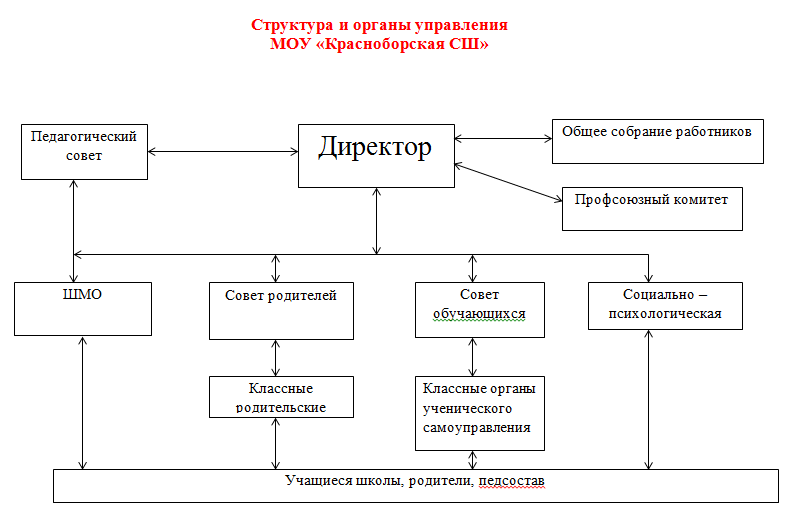 Структура и органы управления
МОУ «Красноборская СШ»
Педагогический
совет
Директор
Общее собрание работников
Профсоюзный комитет
ШМО
Совет родителей
Совет
обучающихся
Социально –
психологическая
Классные
родительские
Классные органы
ученического
самоуправления
Учащиеся школы, родители, педсостав